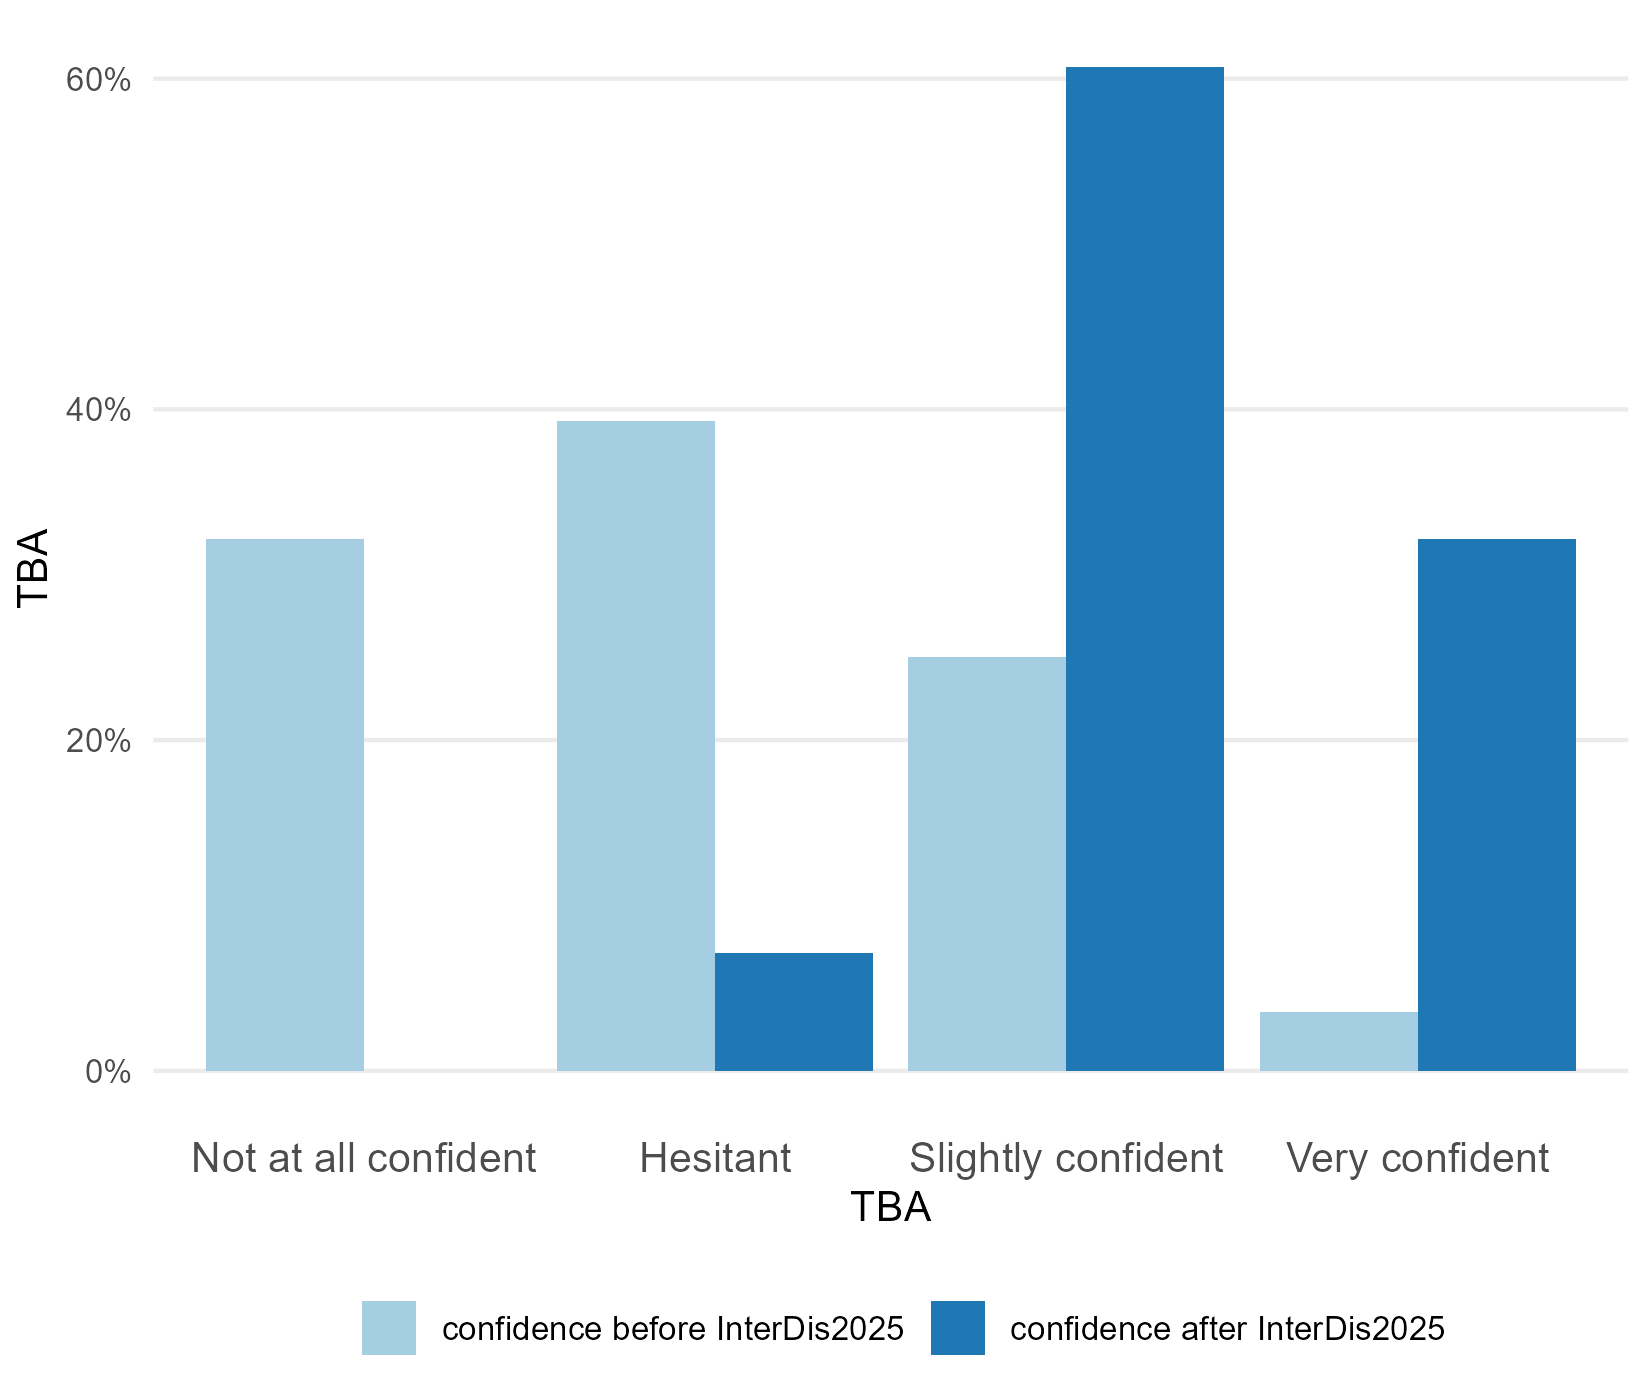 60%
40%
20%
0%
TBA
Not at all confident Hesitant Slightly confident Very confident
TBA
confidence before InterDis2025 confidence after InterDis2025